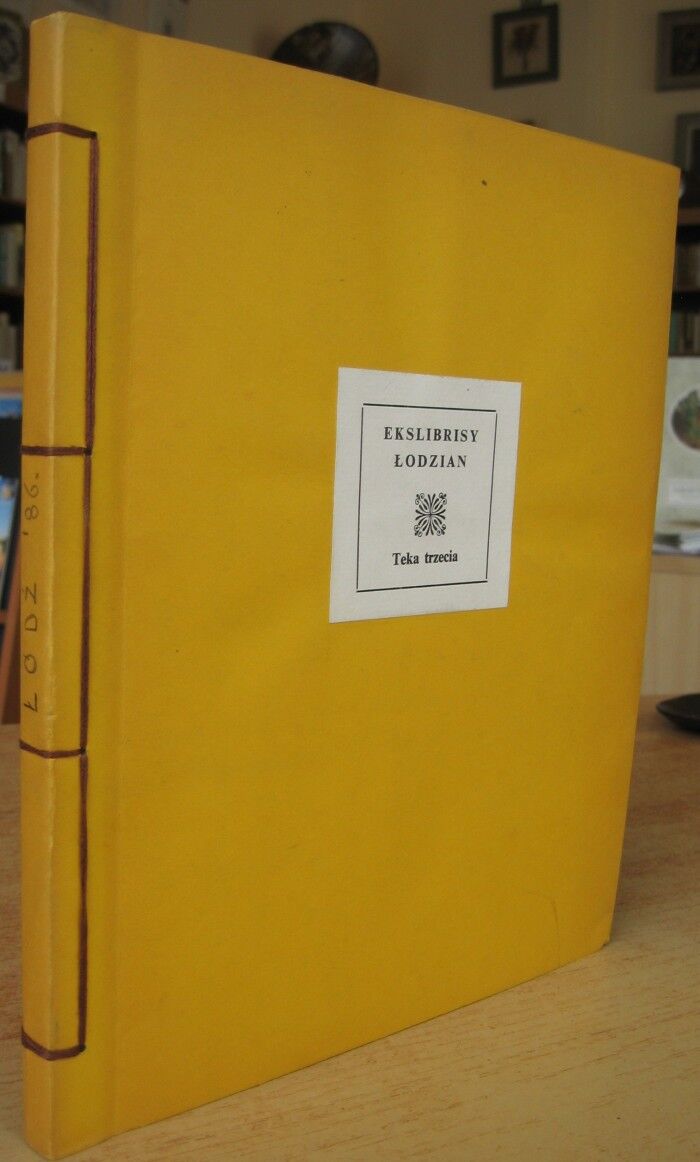 EKSLIBRISY
ŁODZIAN
Teka trzecia
ŁÓDŹ '86.